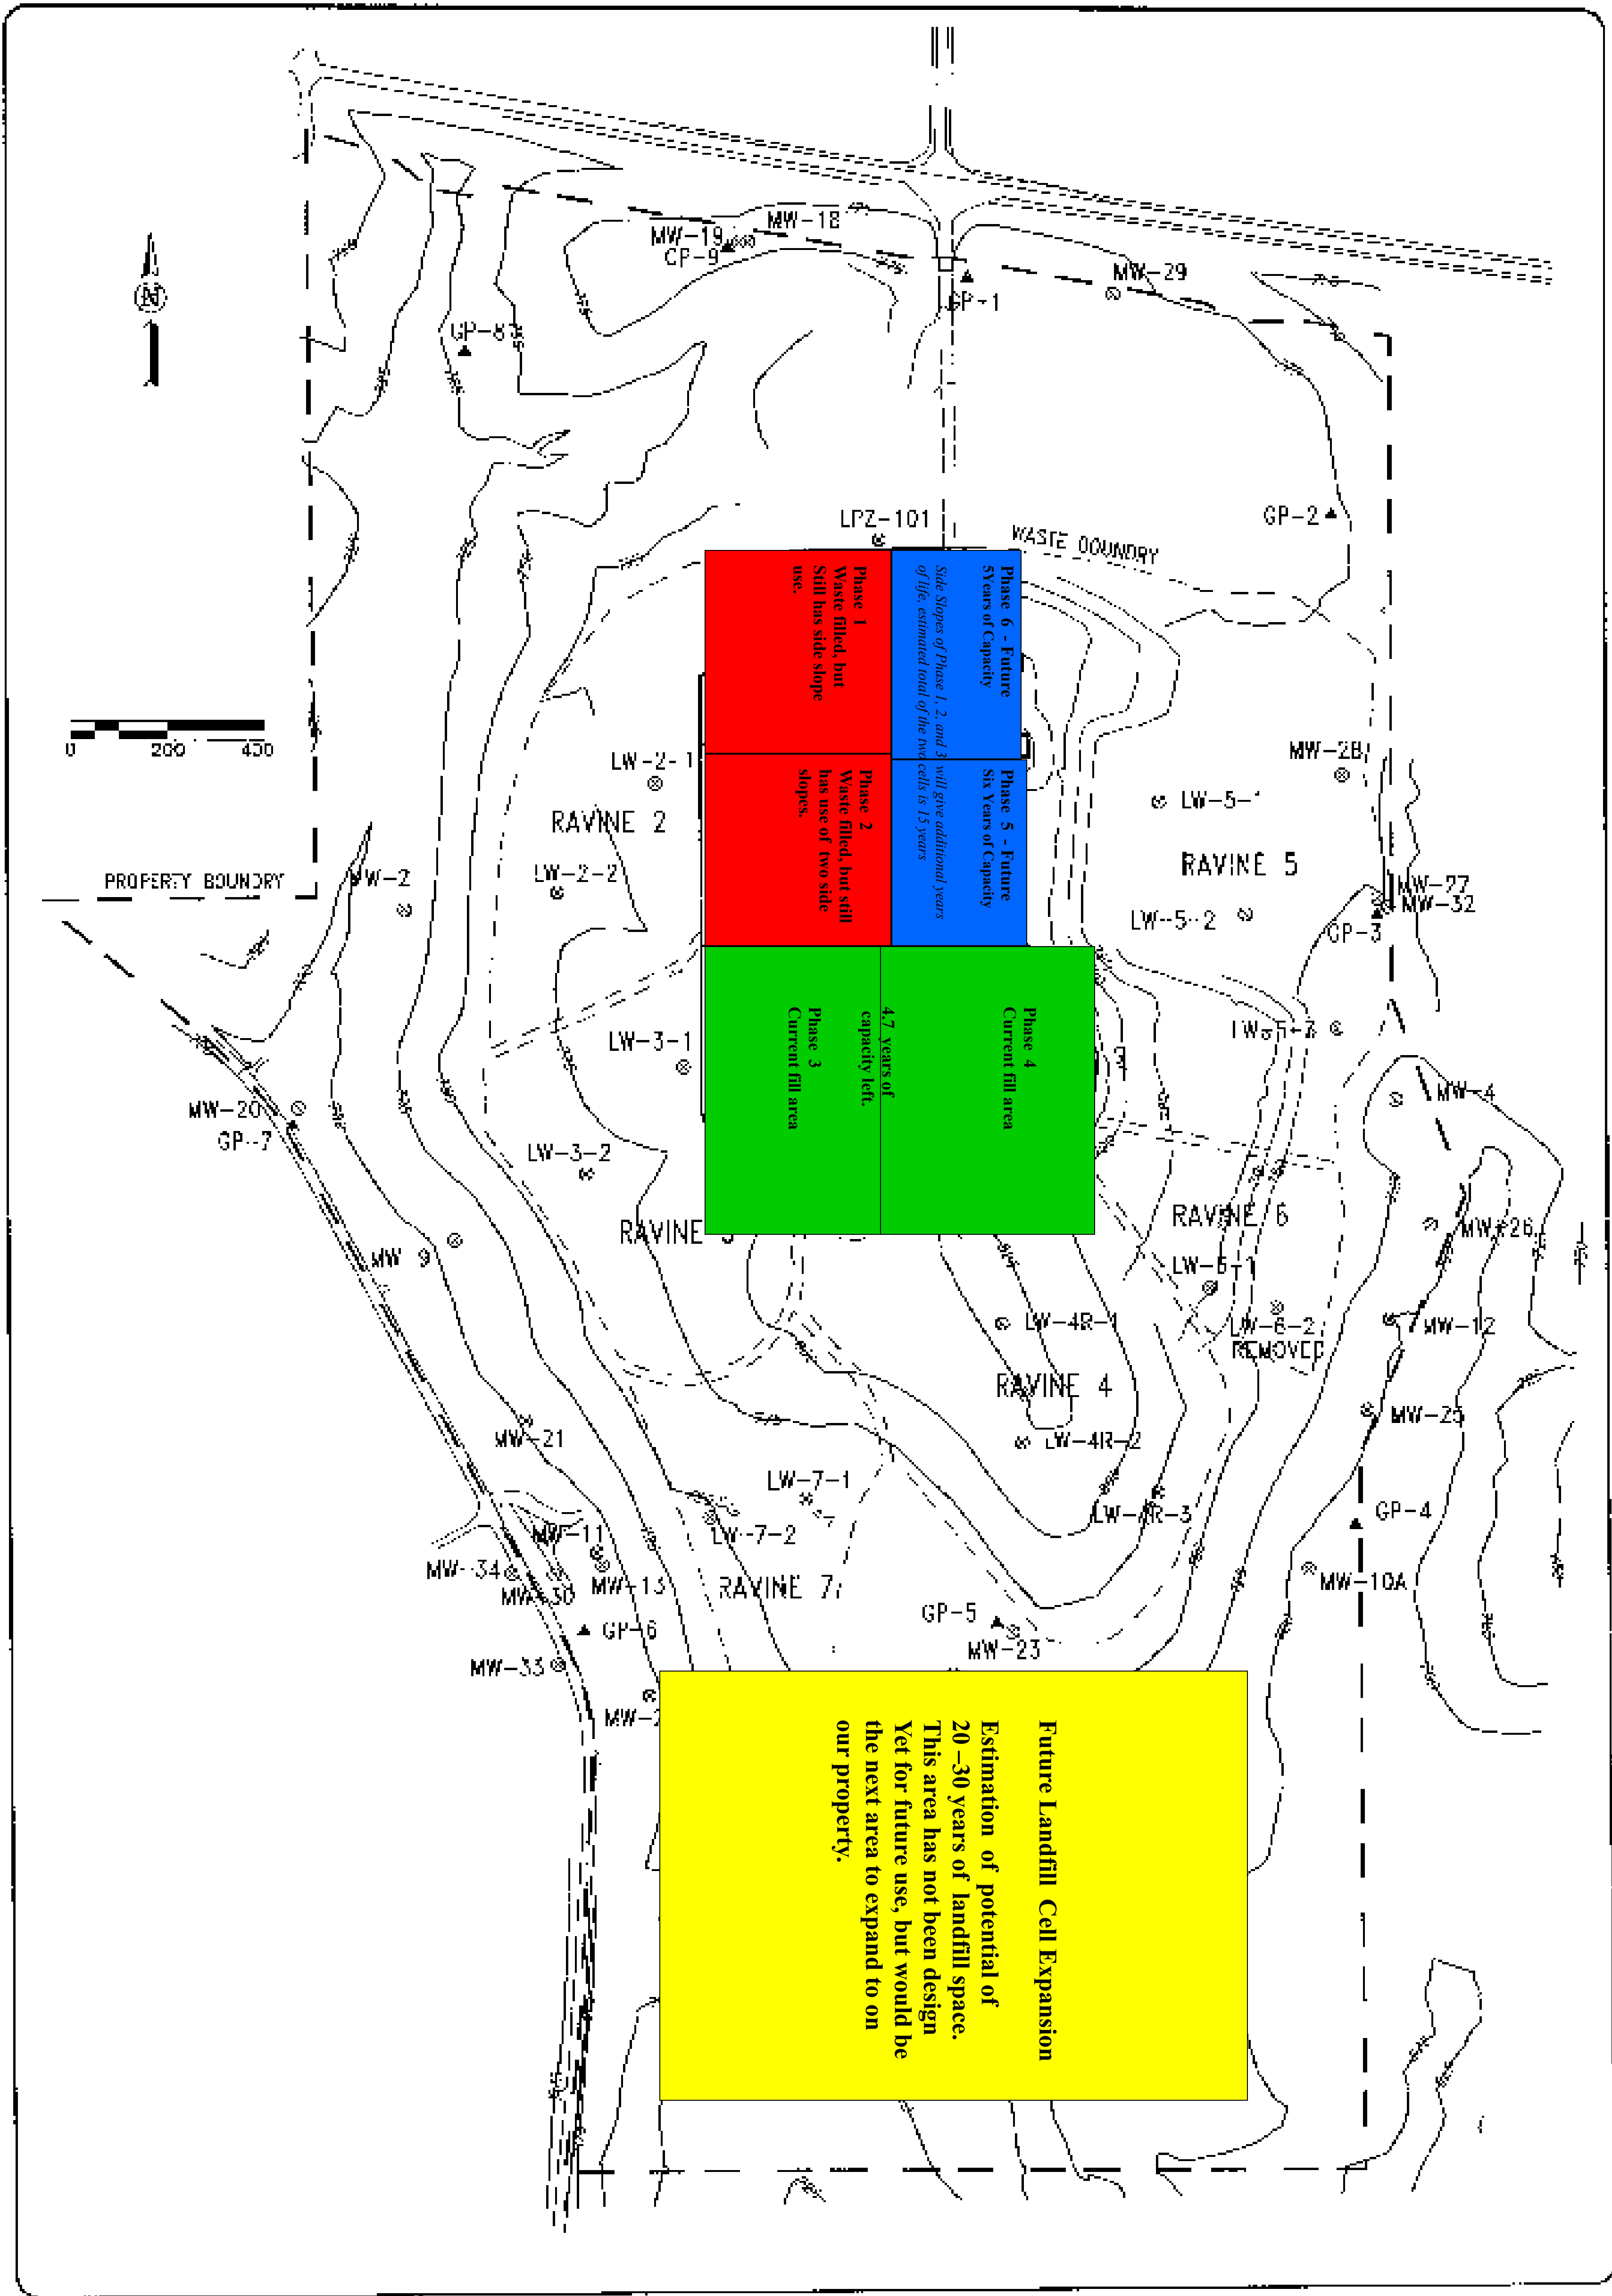 MW-18
MW-19
GP-9
MW-29
GP-1
N
GP-8
GP-2
LPZ-101
WASTE BOUNDRY
Phase 1
Waste filled, but
Still has side slope
use.
Phase 6 - Future
5Years of Capacity
Side Slopes of Phase 1, 2, and 3 will give additional years
of life, estimated total of the two cells is 15 years
Phase 2
Waste filled, but still
has use of two side
slopes.
Phase 5 - Future
Six Years of Capacity
0 200 400
LW-2-1
RAVINE 2
LW-2-2
MW-2B
LW-5-1
RAVINE 5
LW-5-2
MW-27
MW-32
GP-3
PROPERTY BOUNDRY
MW-2
Phase 3
Current fill area
4.7 years of
capacity left.
Phase 4
Current fill area
LW-3-1
MW-4
MW-20
GP-7
LW-3-2
RAVINE
RAVINE 6
MW-26
MW 9
LW-4R-1
LW-6-2
REMOVED
MW-12
RAVINE 4
MW-25
MW-21
LW-4R-2
LW-7-1
LW-7-2
LW-4R-3
GP-4
MW-11
MW-34
MW-30
MW-13
RAVINE 7
MW-10A
GP-5
MW-23
GP-6
MW-33
Future Landfill Cell Expansion
Estimation of potential of
20 –30 years of landfill space.
This area has not been design
Yet for future use, but would be
the next area to expand to on
our property.